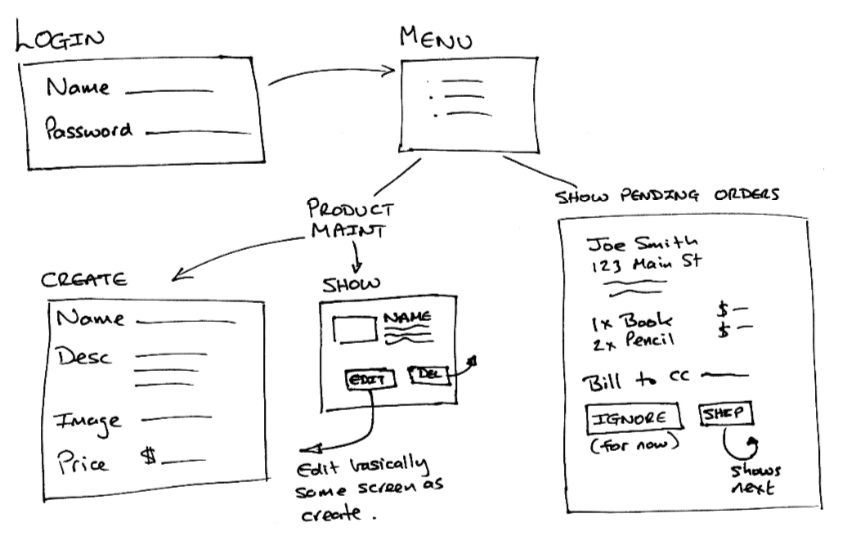 LOGIN
Name
Password
MENU
PRODUCT
MAINT
CREATE
Name
Desc
Image
Price $
SHOW
NAME
EDIT DEL
Edit basically
same screen as
create.
SHOW PENDING ORDERS
Joe Smith
123 Main St
1x Book $
2x Pencil $
Bill to CC
IGNORE SHIP
(for now)
shows
next